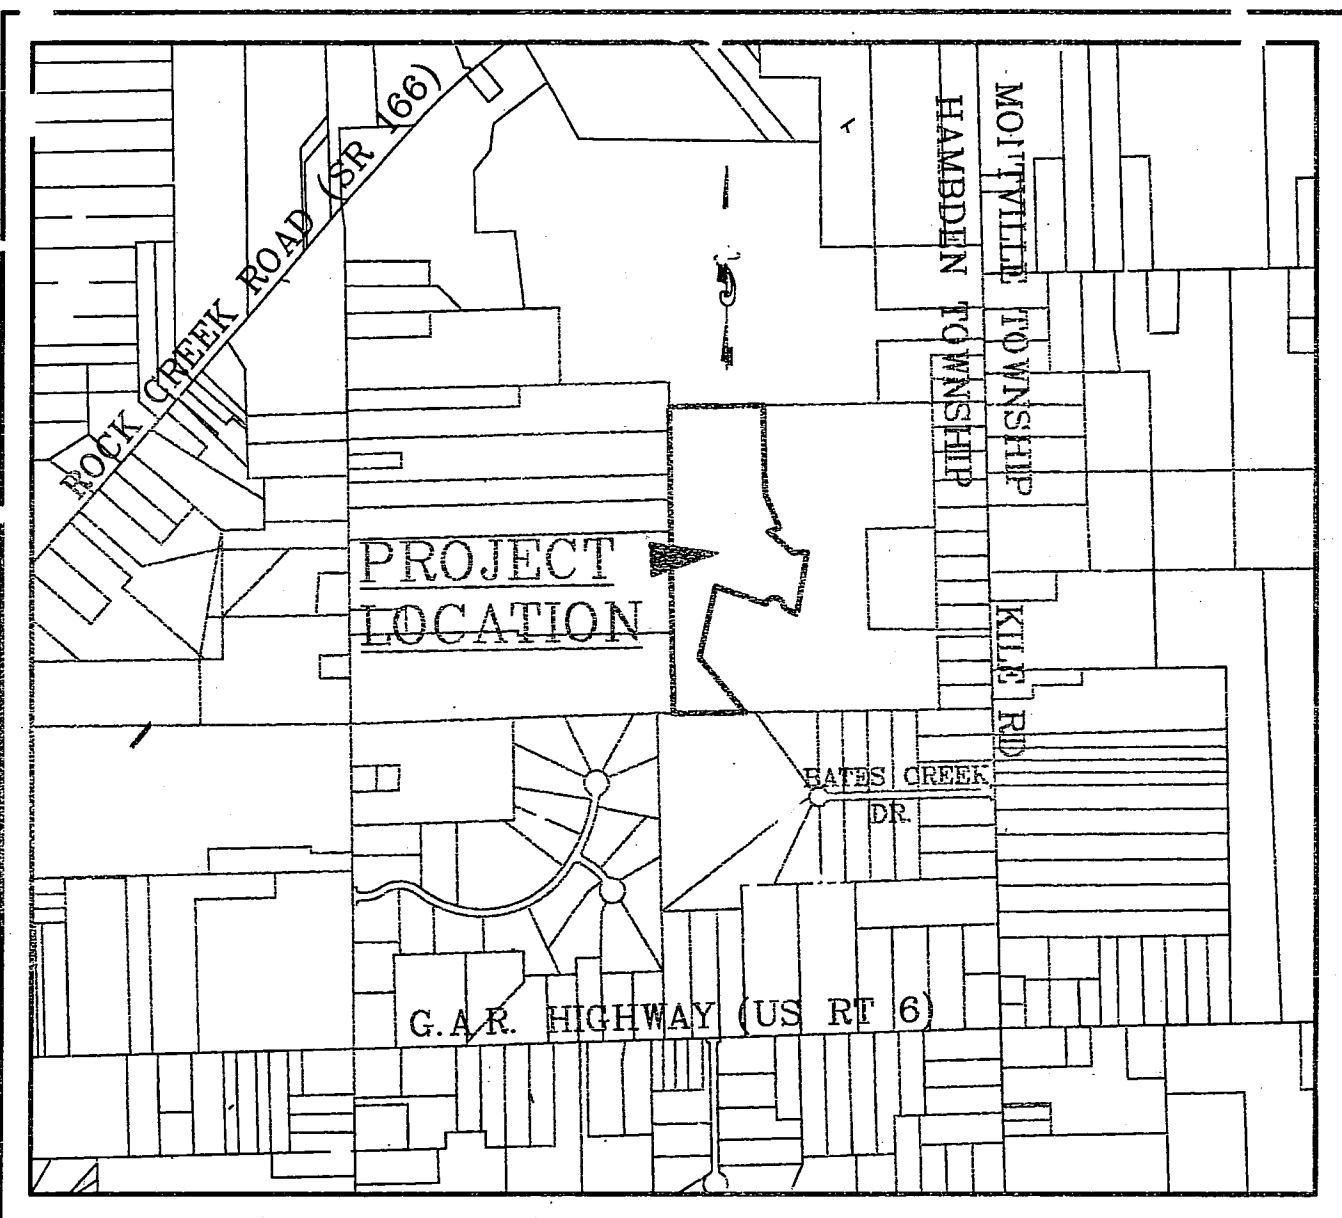 ROCK CREEK ROAD (SR 166)
HAMBDEN TOWNSHIP
MONTVILLE TOWNSHIP
PROJECT
LOCATION
KILE RD
BATES CREEK
DR.
G.A.R. HIGHWAY (US RT 6)